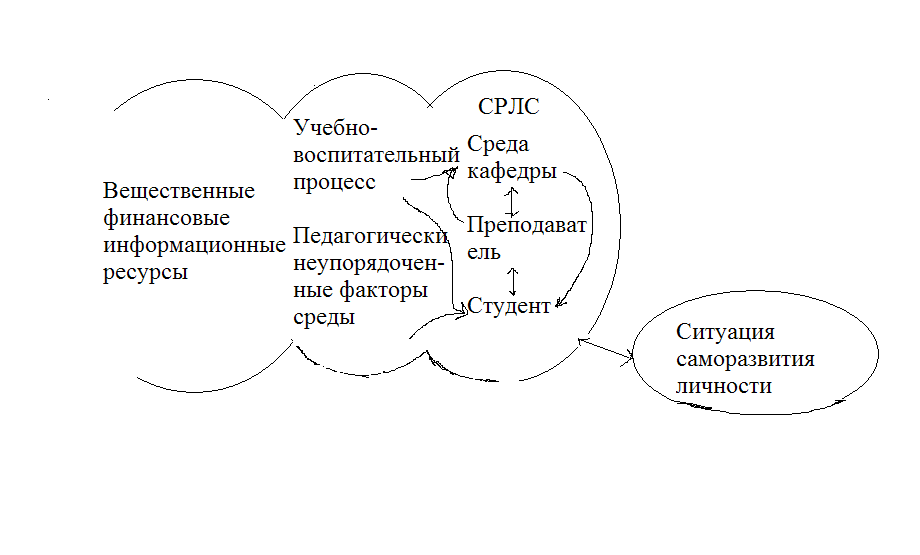 Вещественные
финансовые
информационные
ресурсы
Учебно-
воспитательный
процесс
Педагогически
неупорядочен-
ные факторы
среды
СРЛС
Среда
кафедры
Преподават
ель
Студент
Ситуация
саморазвития
личности